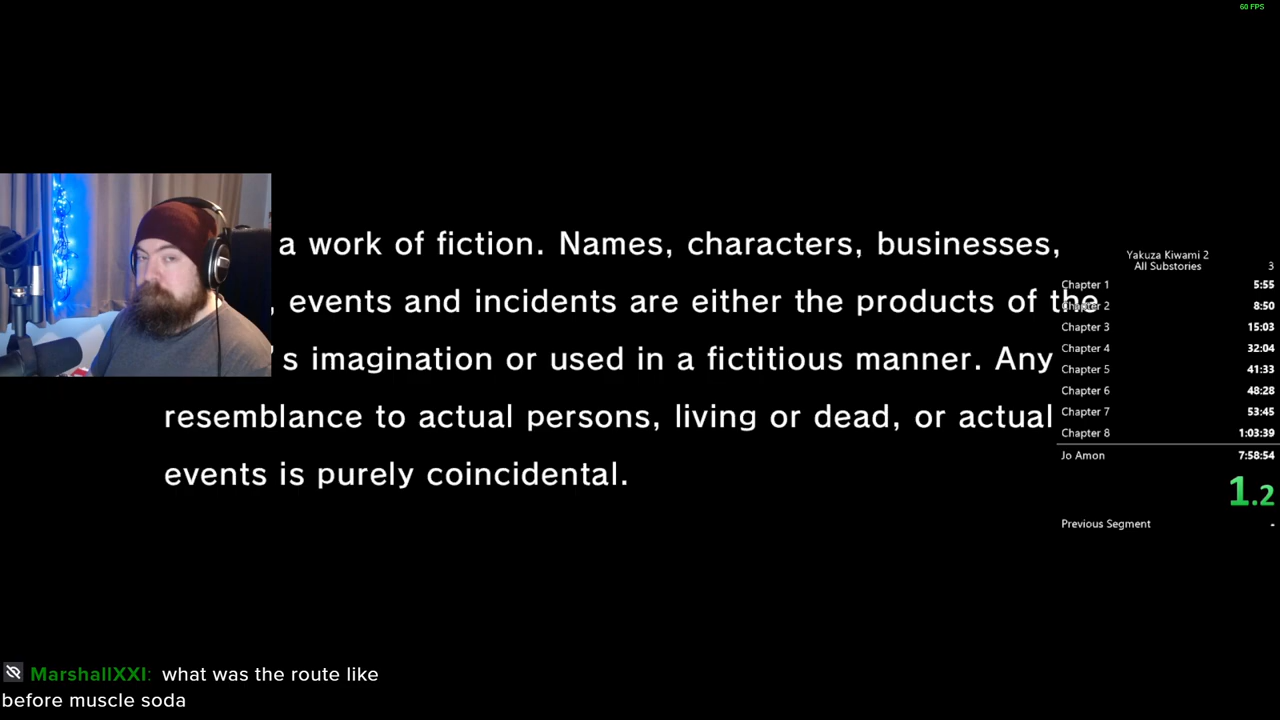 60 FPS
a work of fiction. Names, characters, businesses,
, events and incidents are either the products of the
's imagination or used in a fictitious manner. Any
resemblance to actual persons, living or dead, or actual
events is purely coincidental.
Yakuza Kiwami 2
All Substories 3
Chapter 1 5:55
Chapter 2 8:50
Chapter 3 15:03
Chapter 4 32:04
Chapter 5 41:33
Chapter 6 48:28
Chapter 7 53:45
Chapter 8 1:03:39
Jo Amon 7:58:54
1.2
Previous Segment -
MarshallXXI: what was the route like
before muscle soda